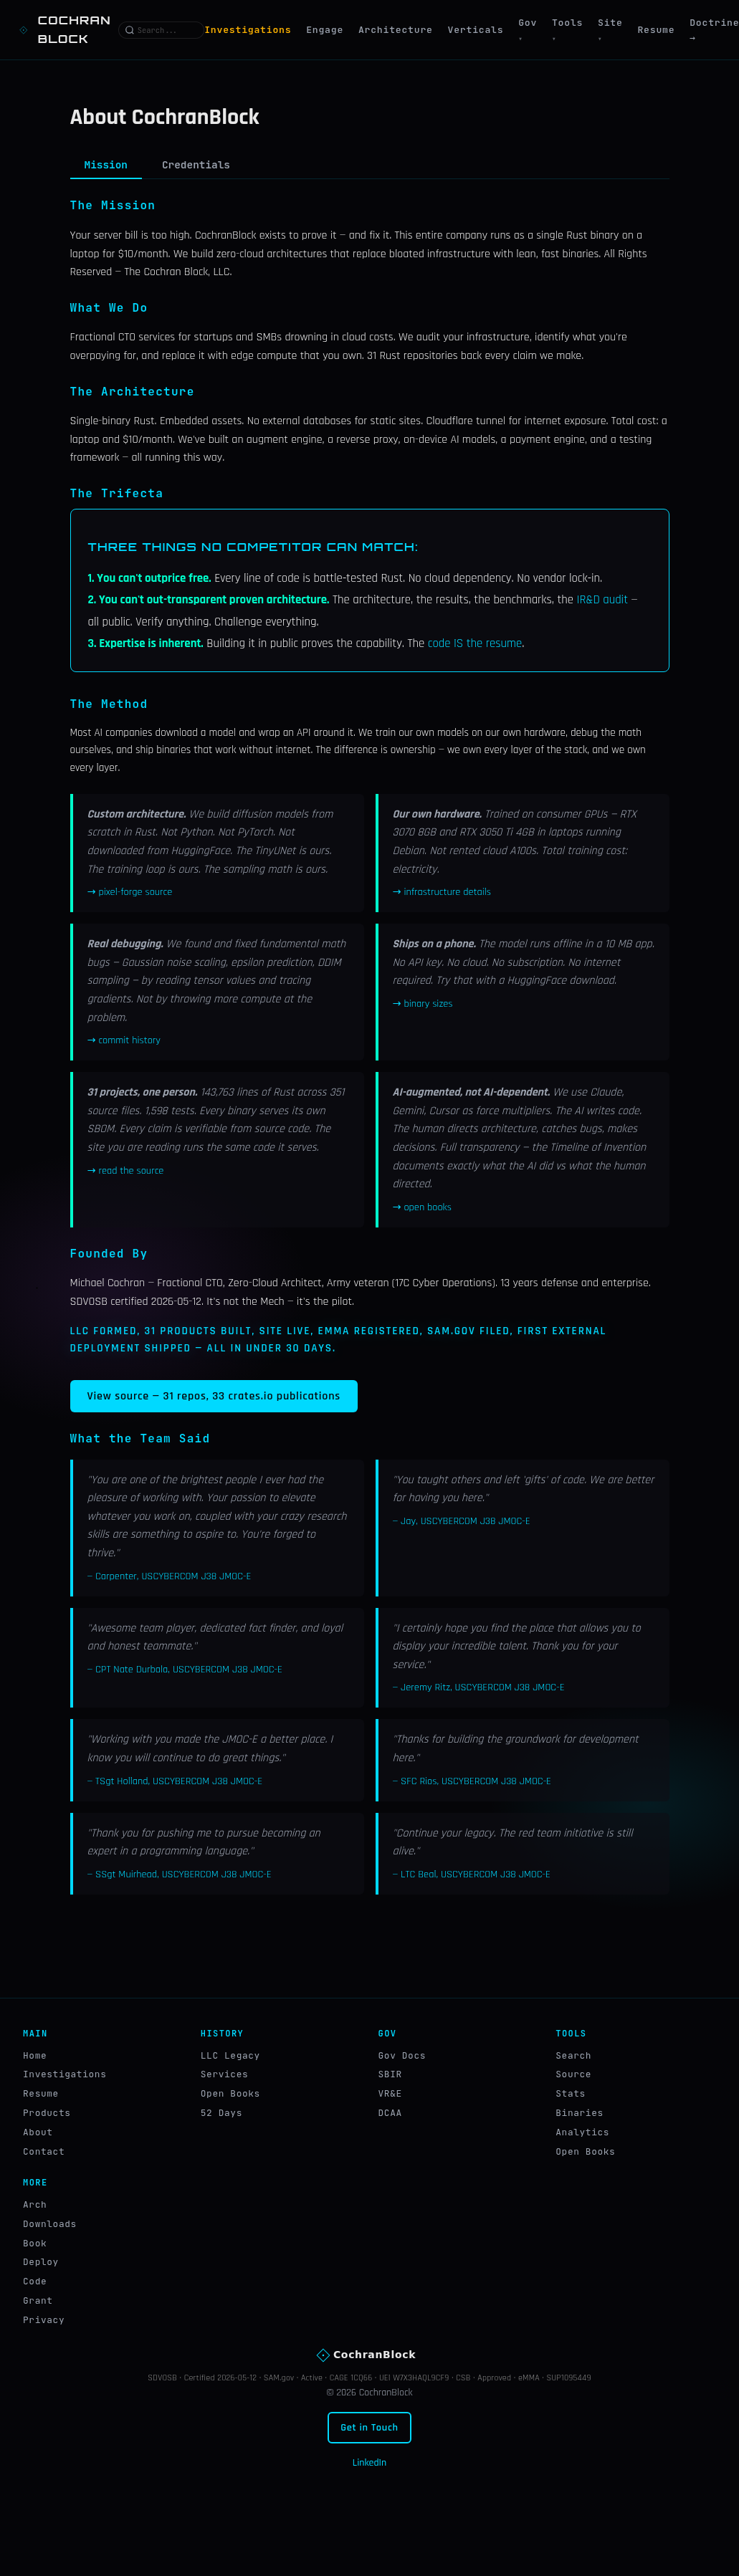 COCHRAN
BLOCK
Search...
Investigations
Engage
Architecture
Verticals
Gov
Tools
Site
Resume
Doctrine
→
About CochranBlock
Mission
Credentials
The Mission
Your server bill is too high. CochranBlock exists to prove it — and fix it. This entire company runs as a single Rust binary on a
laptop for $10/month. We build zero-cloud architectures that replace bloated infrastructure with lean, fast binaries. All Rights
Reserved — The Cochran Block, LLC.
What We Do
Fractional CTO services for startups and SMBs drowning in cloud costs. We audit your infrastructure, identify what you're
overpaying for, and replace it with edge compute that you own. 31 Rust repositories back every claim we make.
The Architecture
Single-binary Rust. Embedded assets. No external databases for static sites. Cloudflare tunnel for internet exposure. Total cost: a
laptop and $10/month. We've built an augment engine, a reverse proxy, on-device AI models, a payment engine, and a testing
framework — all running this way.
The Trifecta
THREE THINGS NO COMPETITOR CAN MATCH:
1. You can't outprice free. Every line of code is battle-tested Rust. No cloud dependency. No vendor lock-in.
2. You can't out-transparent proven architecture. The architecture, the results, the benchmarks, the IR&D audit —
all public. Verify anything. Challenge everything.
3. Expertise is inherent. Building it in public proves the capability. The code IS the resume.
The Method
Most AI companies download a model and wrap an API around it. We train our own models on our own hardware, debug the math
ourselves, and ship binaries that work without internet. The difference is ownership — we own every layer of the stack, and we own
every layer.
Custom architecture. We build diffusion models from
scratch in Rust. Not Python. Not PyTorch. Not
downloaded from HuggingFace. The TinyUNet is ours.
The training loop is ours. The sampling math is ours.
→ pixel-forge source
Our own hardware. Trained on consumer GPUs — RTX
3070 8GB and RTX 3050 Ti 4GB in laptops running
Debian. Not rented cloud A100s. Total training cost:
electricity.
→ infrastructure details
Real debugging. We found and fixed fundamental math
bugs — Gaussian noise scaling, epsilon prediction, DDIM
sampling — by reading tensor values and tracing
gradients. Not by throwing more compute at the
problem.
→ commit history
Ships on a phone. The model runs offline in a 10 MB app.
No API key. No cloud. No subscription. No internet
required. Try that with a HuggingFace download.
→ binary sizes
31 projects, one person. 143,763 lines of Rust across 351
source files. 1,598 tests. Every binary serves its own
SBOM. Every claim is verifiable from source code. The
site you are reading runs the same code it serves.
→ read the source
AI-augmented, not AI-dependent. We use Claude,
Gemini, Cursor as force multipliers. The AI writes code.
The human directs architecture, catches bugs, makes
decisions. Full transparency — the Timeline of Invention
documents exactly what the AI did vs what the human
directed.
→ open books
Founded By
Michael Cochran — Fractional CTO, Zero-Cloud Architect, Army veteran (17C Cyber Operations). 13 years defense and enterprise.
SDVOSB certified 2026-05-12. It's not the Mech — it's the pilot.
LLC FORMED, 31 PRODUCTS BUILT, SITE LIVE, EMMA REGISTERED, SAM.GOV FILED, FIRST EXTERNAL
DEPLOYMENT SHIPPED — ALL IN UNDER 30 DAYS.
View source — 31 repos, 33 crates.io publications
What the Team Said
"You are one of the brightest people I ever had the
pleasure of working with. Your passion to elevate
whatever you work on, coupled with your crazy research
skills are something to aspire to. You're forged to
thrive."
— Carpenter, USCYBERCOM J38 JMOC-E
"You taught others and left 'gifts' of code. We are better
for having you here."
— Jay, USCYBERCOM J38 JMOC-E
"Awesome team player, dedicated fact finder, and loyal
and honest teammate."
— CPT Nate Durbala, USCYBERCOM J38 JMOC-E
"I certainly hope you find the place that allows you to
display your incredible talent. Thank you for your
service."
— Jeremy Ritz, USCYBERCOM J38 JMOC-E
"Working with you made the JMOC-E a better place. I
know you will continue to do great things."
— TSgt Holland, USCYBERCOM J38 JMOC-E
"Thanks for building the groundwork for development
here."
— SFC Rios, USCYBERCOM J38 JMOC-E
"Thank you for pushing me to pursue becoming an
expert in a programming language."
— SSgt Muirhead, USCYBERCOM J38 JMOC-E
"Continue your legacy. The red team initiative is still
alive."
— LTC Beal, USCYBERCOM J38 JMOC-E
MAIN
Home
Investigations
Resume
Products
About
Contact
HISTORY
LLC Legacy
Services
Open Books
52 Days
GOV
Gov Docs
SBIR
VR&E
DCAA
TOOLS
Search
Source
Stats
Binaries
Analytics
Open Books
MORE
Arch
Downloads
Book
Deploy
Code
Grant
Privacy
CochranBlock
SDVOSB · Certified 2026-05-12 · SAM.gov · Active · CAGE 1CQ66 · UEI W7X3HAQL9CF9 · CSB · Approved · eMMA · SUP1095449
© 2026 CochranBlock
Get in Touch
LinkedIn